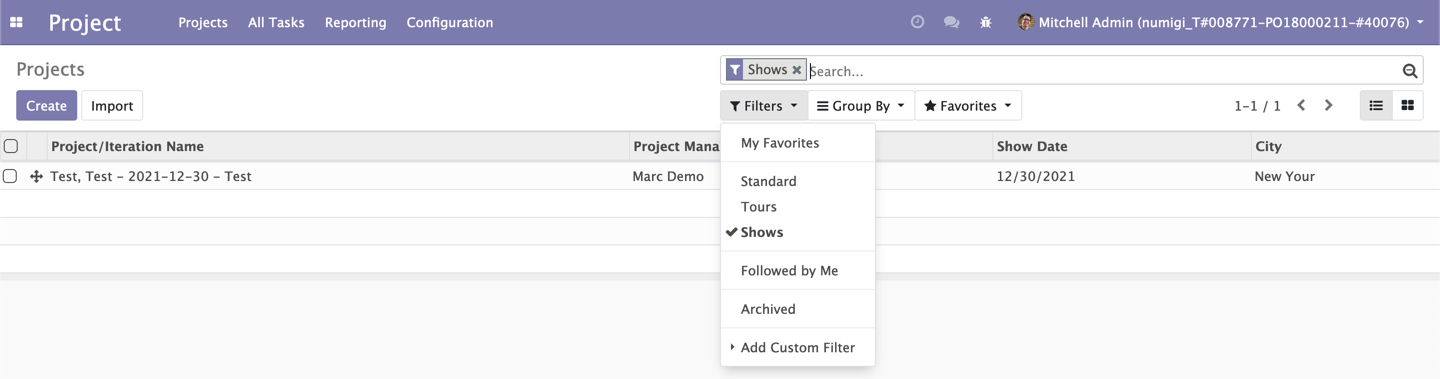 Project Projects All Tasks Reporting Configuration Mitchell Admin (numigi_T#008771-PO18000211-#40076)
Projects
Shows Search...
Create Import Filters Group By Favorites 1-1 / 1
Project/Iteration Name Project Mana Show Date City
Test, Test - 2021-12-30 - Test Marc Demo 12/30/2021 New Your
My Favorites
Standard
Tours
Shows
Followed by Me
Archived
Add Custom Filter